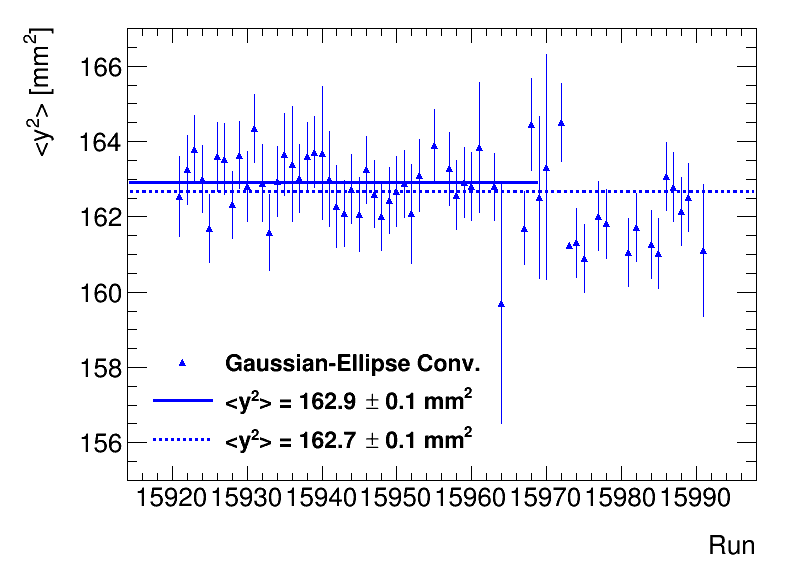 <y²> [mm²]
166
164
162
160
158
156
Gaussian-Ellipse Conv.
<y²> = 162.9 ± 0.1 mm²
<y²> = 162.7 ± 0.1 mm²
15920 15930 15940 15950 15960 15970 15980 15990
Run